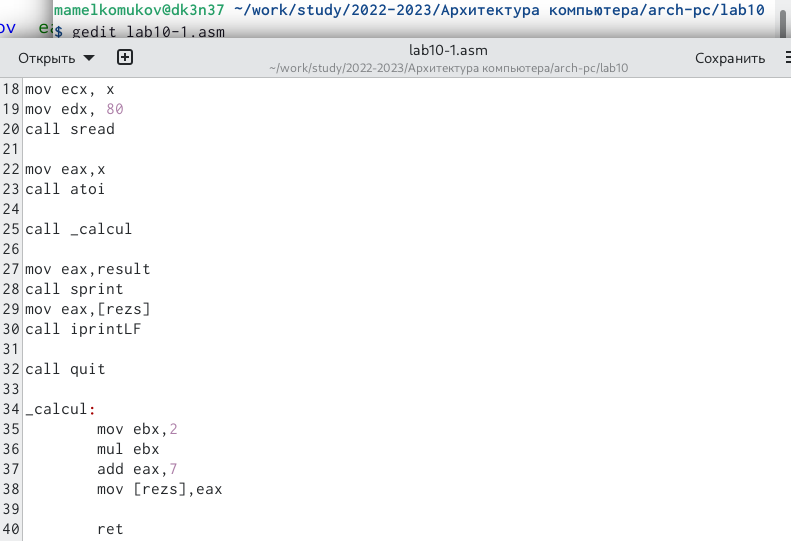 mamelkomukov@dk3n37 ~/work/study/2022-2023/Архитектура компьютера/arch-pc/lab10
$ gedit lab10-1.asm
Открыть
lab10-1.asm
~/work/study/2022-2023/Архитектура компьютера/arch-pc/lab10
Сохранить
18 mov ecx, x
19 mov edx, 80
20 call sread
21
22 mov eax,x
23 call atoi
24
25 call _calcul
26
27 mov eax,result
28 call sprint
29 mov eax,[rezs]
30 call iprintLF
31
32 call quit
33
34 _calcul:
35 mov ebx,2
36 mul ebx
37 add eax,7
38 mov [rezs],eax
39
40 ret